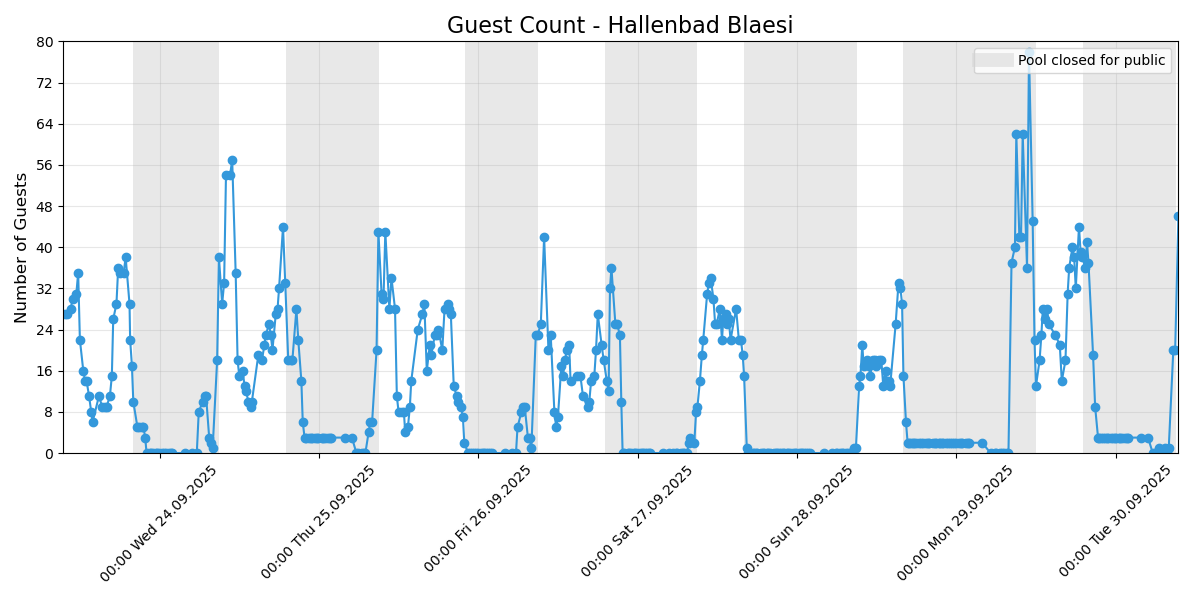 Guest Count - Hallenbad Blaesi
Pool closed for public
Number of Guests
80
72
64
56
48
40
32
24
16
8
0
00:00 Wed 24.09.2025
00:00 Thu 25.09.2025
00:00 Fri 26.09.2025
00:00 Sat 27.09.2025
00:00 Sun 28.09.2025
00:00 Mon 29.09.2025
00:00 Tue 30.09.2025